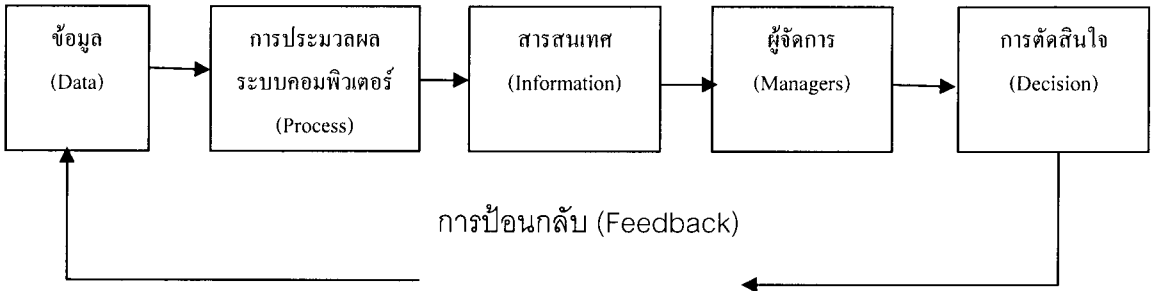 ข้อมูล
(Data)
การประมวลผล
ระบบคอมพิวเตอร์
(Process)
สารสนเทศ
(Information)
ผู้จัดการ
(Managers)
การตัดสินใจ
(Decision)
การป้อนกลับ (Feedback)